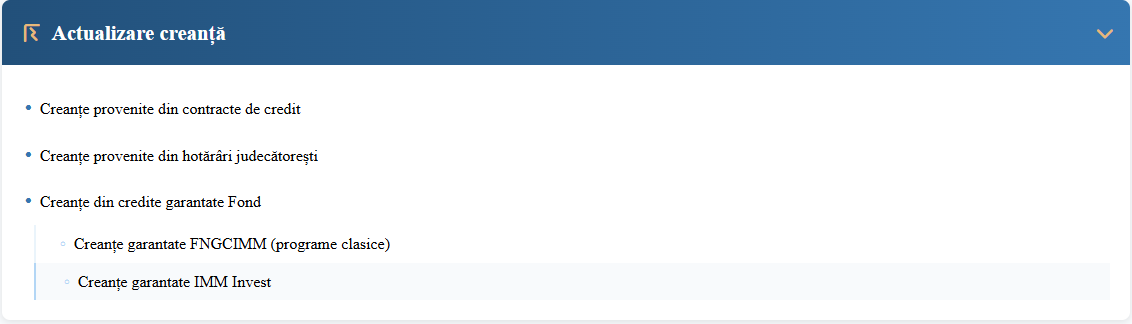 Actualizare creanță
Creanțe provenite din contracte de credit
Creanțe provenite din hotărâri judecătorești
Creanțe din credite garantate Fond
Creanțe garantate FNGCIMM (programe clasice)
Creanțe garantate IMM Invest